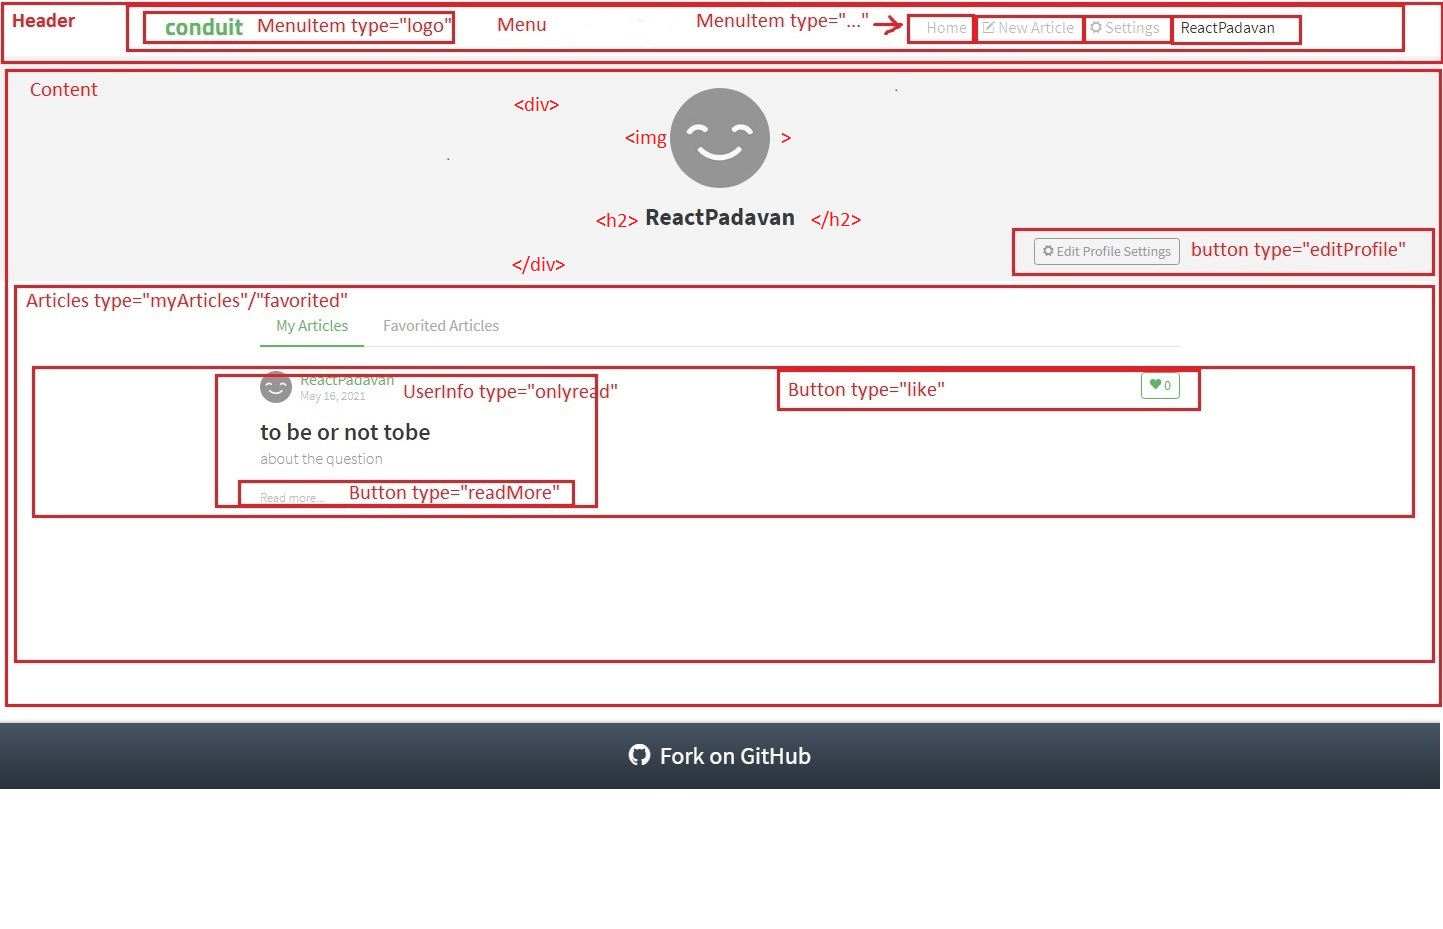 Header
conduit MenuItem type="logo" Menu MenuItem type="..." Home New Article Settings ReactPadavan
Content
<div>
<img >
<h2> ReactPadavan </h2>
Edit Profile Settings button type="editProfile"
</div>
Articles type="myArticles"/"favorited"
My Articles Favorited Articles
ReactPadavan UserInfo type="onlyread" Button type="like" 0
May 16, 2021
to be or not tobe
about the question
Read more... Button type="readMore"
Fork on GitHub